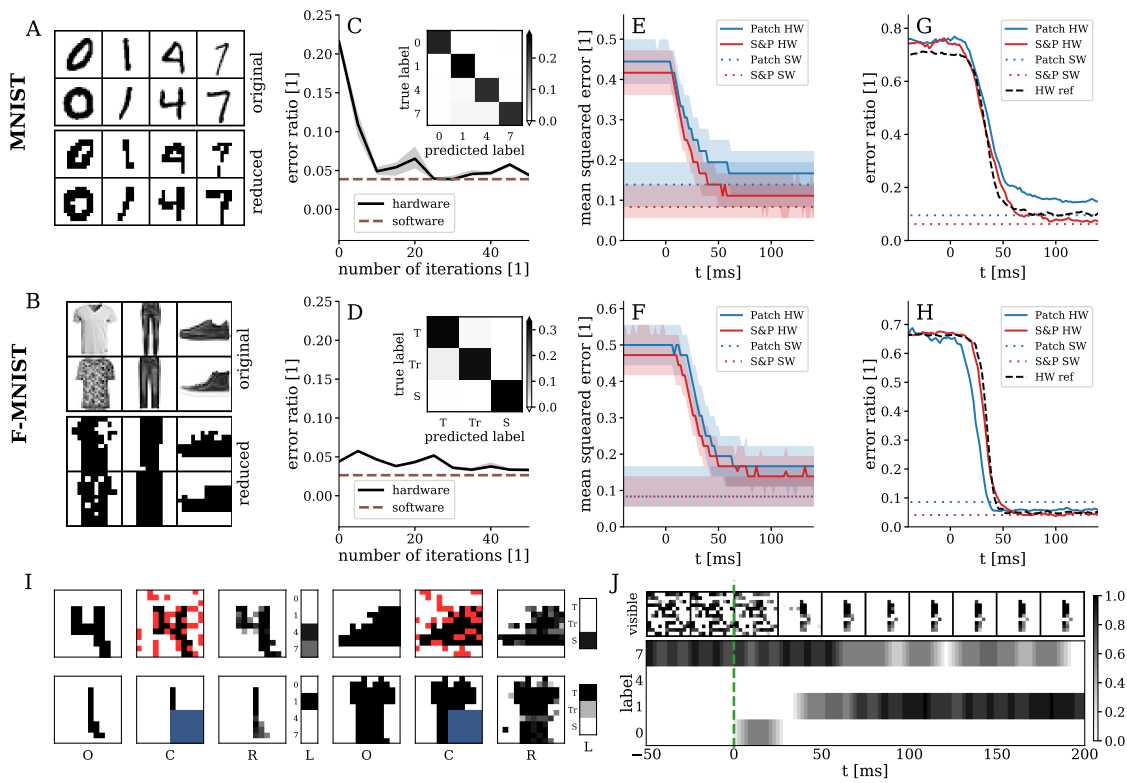 MNIST
A
original
reduced
C
error ratio [1]
0.25
0.20
0.15
0.10
0.05
0.00
0
20
40
number of iterations [1]
hardware
software
true label
0
1
4
7
0 1 4 7
predicted label
0.2
0.1
0.0
E
mean squeared error [1]
0.5
0.4
0.3
0.2
0.1
0.0
0
50
100
t [ms]
Patch HW
S&P HW
Patch SW
S&P SW
G
error ratio [1]
0.8
0.6
0.4
0.2
0.0
0
50
100
t [ms]
Patch HW
S&P HW
Patch SW
S&P SW
HW ref
F-MNIST
B
original
reduced
D
error ratio [1]
0.25
0.20
0.15
0.10
0.05
0.00
0
20
40
number of iterations [1]
hardware
software
true label
T
Tr
S
T Tr S
predicted label
0.3
0.2
0.1
0.0
F
mean squeared error [1]
0.6
0.5
0.4
0.3
0.2
0.1
0.0
0
50
100
t [ms]
Patch HW
S&P HW
Patch SW
S&P SW
H
error ratio [1]
0.7
0.6
0.5
0.4
0.3
0.2
0.1
0.0
0
50
100
t [ms]
Patch HW
S&P HW
Patch SW
S&P SW
HW ref
I
0
1
4
7
T
Tr
S
0
1
4
7
T
Tr
S
O C R L O C R L
J
visible
label
7
4
1
0
−50
0
50
100
150
200
t [ms]
1.0
0.8
0.6
0.4
0.2
0.0